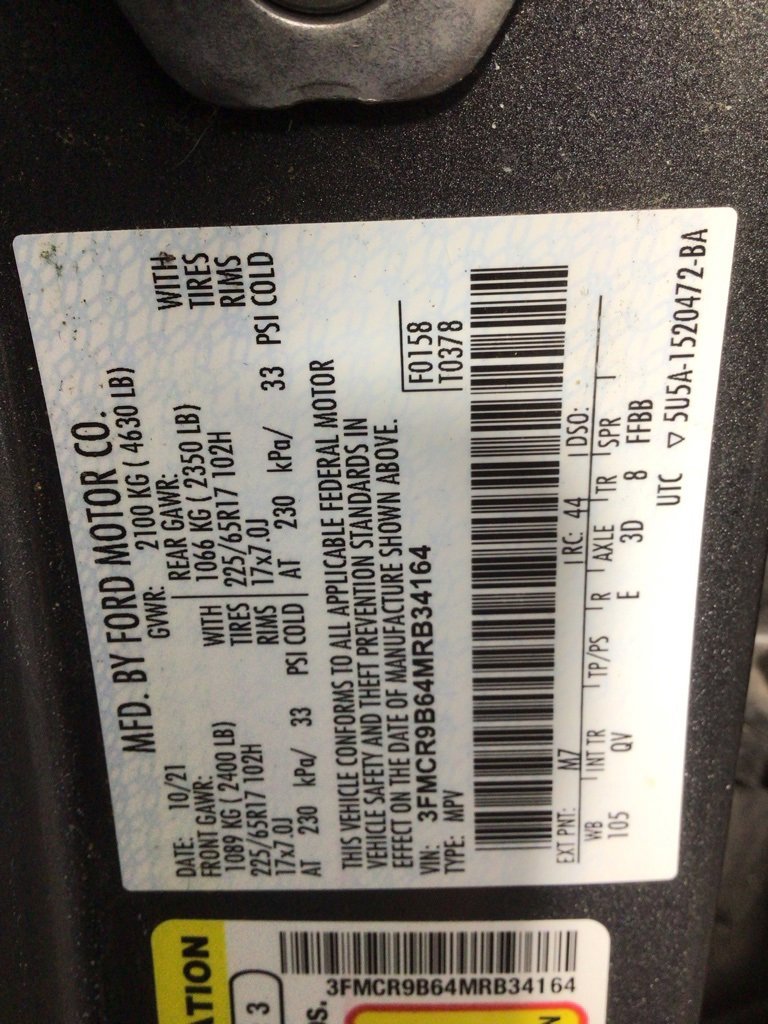 MFD. BY FORD MOTOR CO.
DATE: 10/21 GVWR: 2100 KG ( 4630 LB)
FRONT GAWR: REAR GAWR:
1089 KG ( 2400 LB) WITH 1066 KG ( 2350 LB) WITH
225/65R17 102H TIRES 225/65R17 102H TIRES
17x7.0J RIMS 17x7.0J RIMS
AT 230 kPa/ 33 PSI COLD AT 230 kPa/ 33 PSI COLD
THIS VEHICLE CONFORMS TO ALL APPLICABLE FEDERAL MOTOR
VEHICLE SAFETY AND THEFT PREVENTION STANDARDS IN
EFFECT ON THE DATE OF MANUFACTURE SHOWN ABOVE.
VIN: 3FMCR9B64MRB34164 F0158
TYPE: MPV T0378
EXT PNT: MZ RC: 44 DSO:
WB INT TR TP/PS R AXLE TR SPR
105 QV E 3D 8 FFBB
UTC ▽ 5U5A-1520472-BA
ATION
3
3FMCR9B64MRB34164